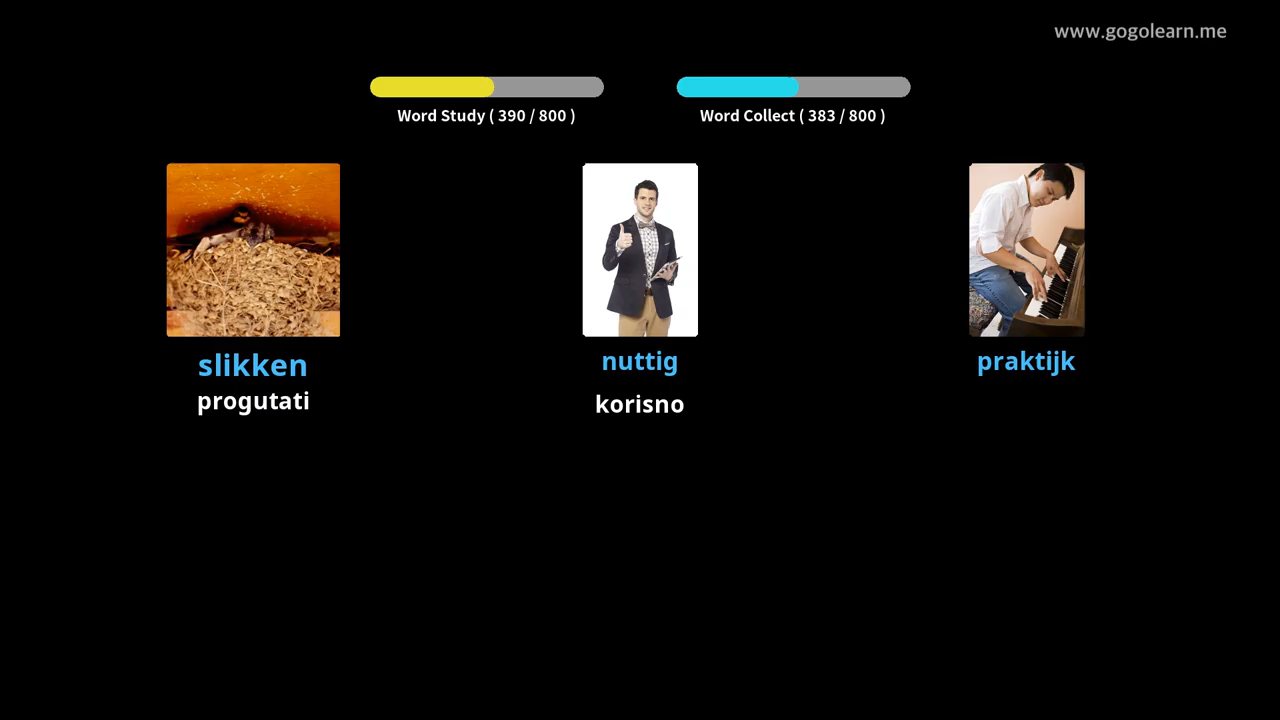 www.gogolearn.me
Word Study ( 390 / 800 )
Word Collect ( 383 / 800 )
slikken
progutati
nuttig
korisno
praktijk